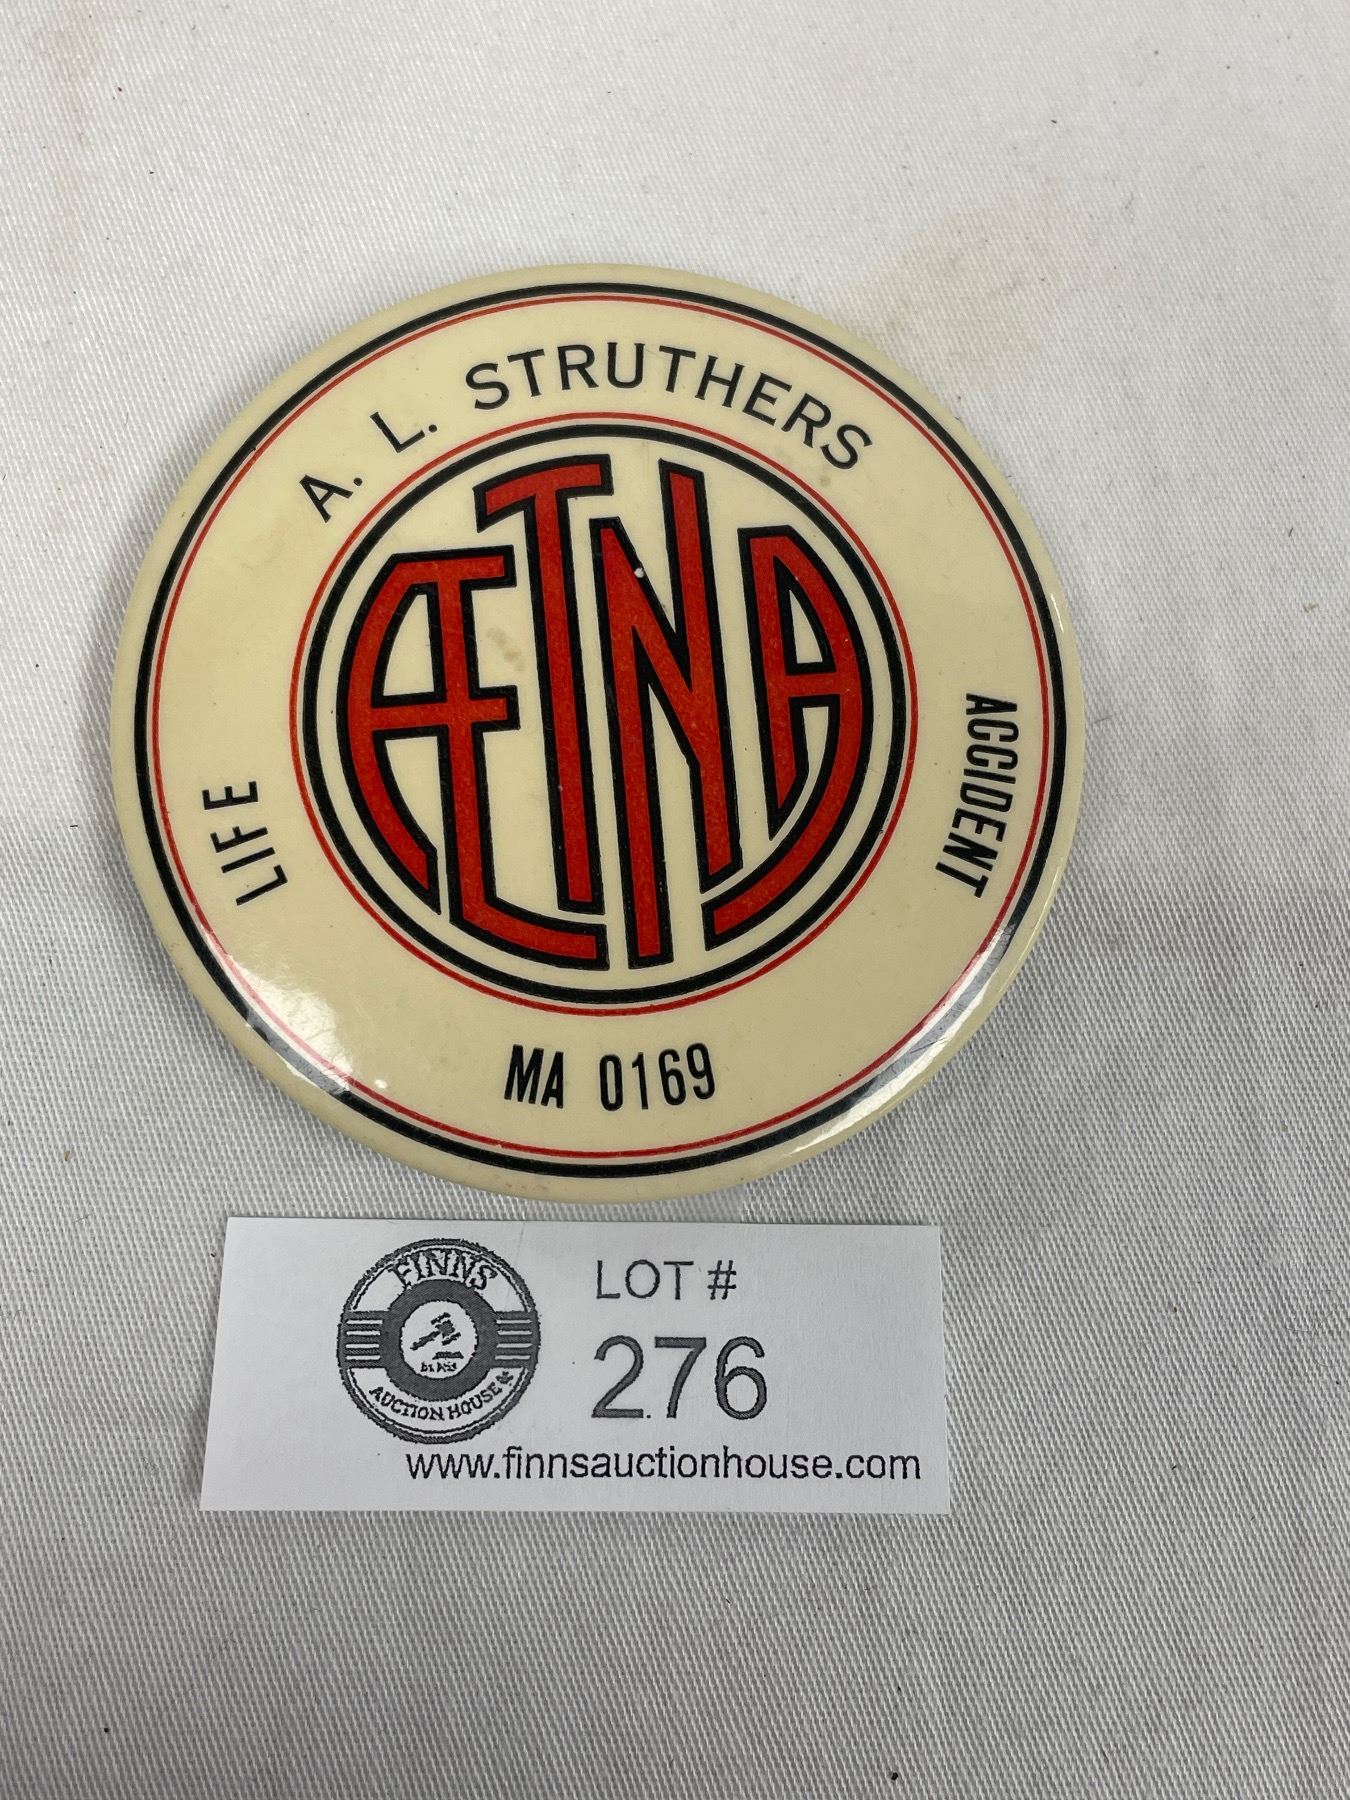 A. L. STRUTHERS
ÆTNA
LIFE
ACCIDENT
MA 0169
FINNS
AUCTION HOUSE
LOT #
276
www.finnsauctionhouse.com